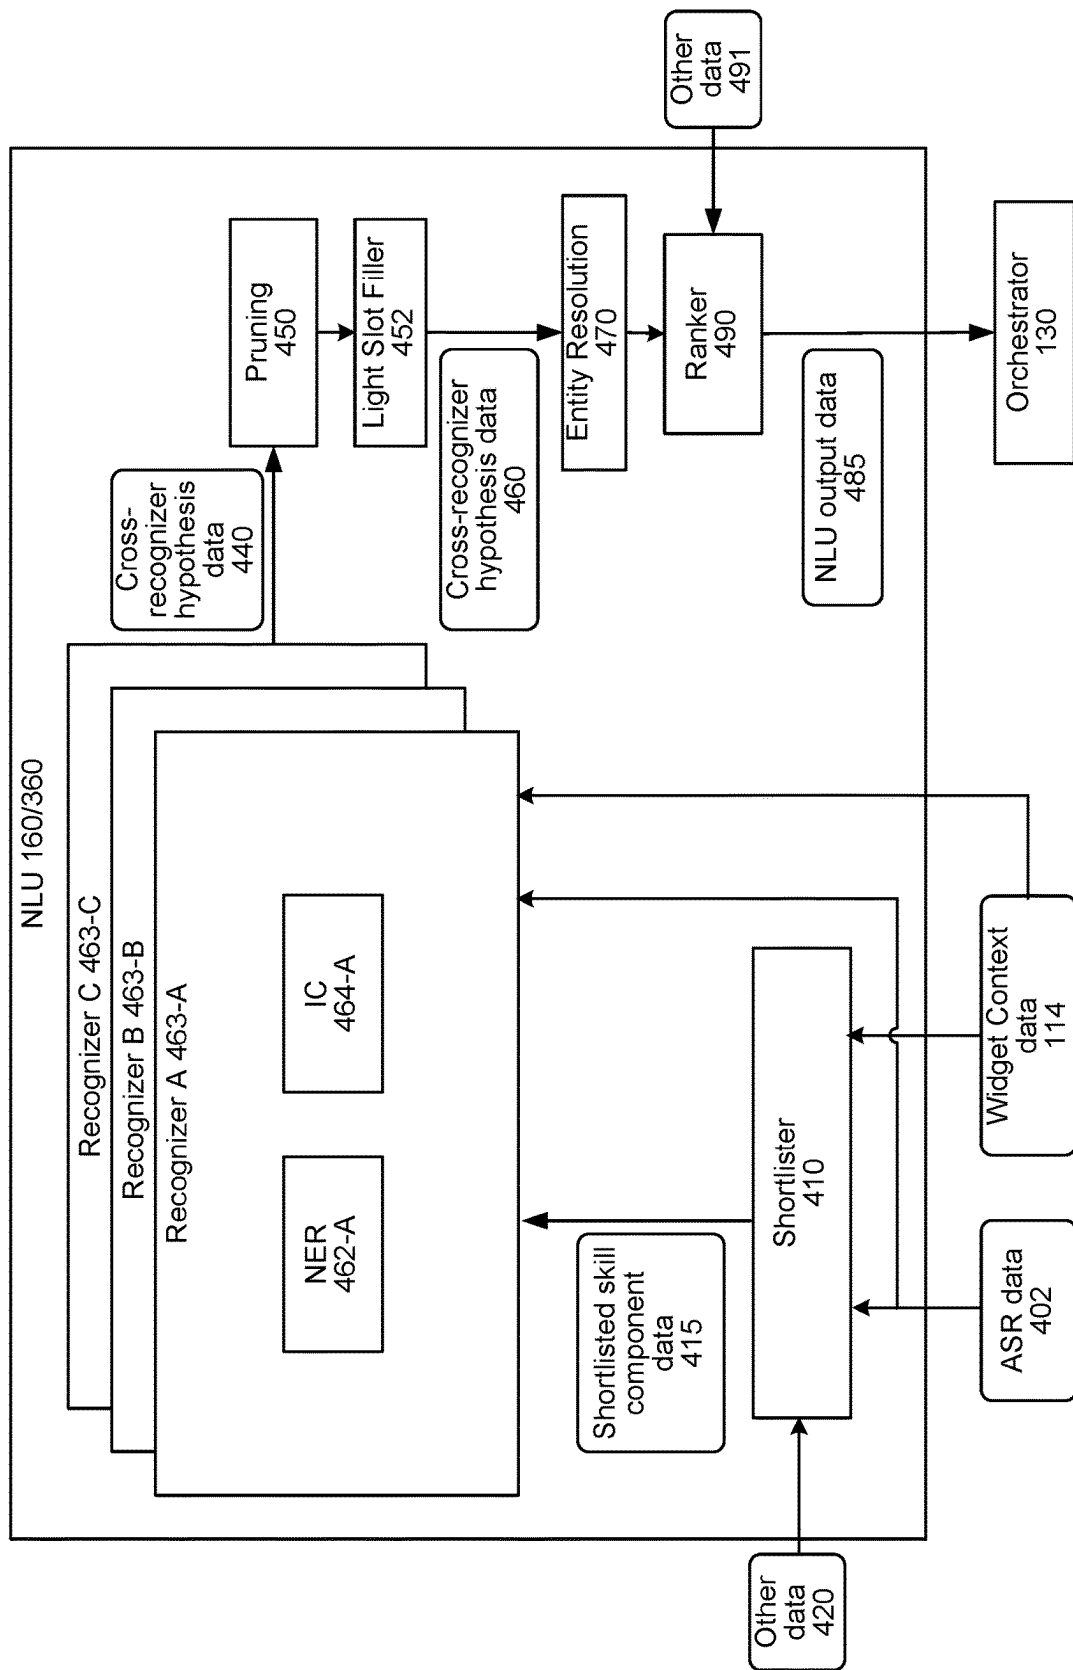 NLU 160/360
Recognizer C 463-C
Recognizer B 463-B
Recognizer A 463-A
NER
462-A
IC
464-A
Cross-
recognizer
hypothesis
data
440
Pruning
450
Light Slot Filler
452
Cross-recognizer
hypothesis data
460
Entity Resolution
470
Ranker
490
Other
data
491
NLU output data
485
Orchestrator
130
Shortlisted skill
component
data
415
Shortlister
410
Other
data
420
ASR data
402
Widget Context
data
114